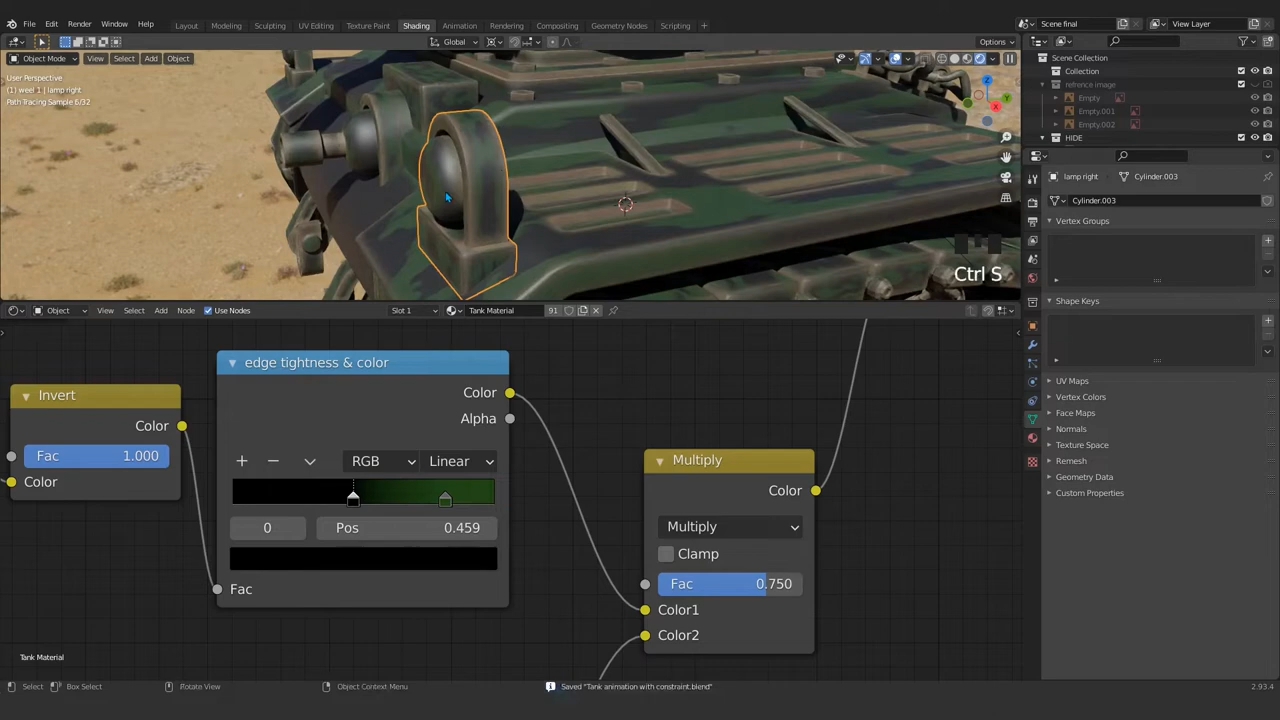 File Edit Render Window Help Layout Modeling Sculpting UV Editing Texture Paint Shading Animation Rendering Compositing Geometry Nodes Scripting + Scene final View Layer
Global Options
Object Mode View Select Add Object
Scene Collection
Collection
refrence image
Empty
Empty.001
Empty.002
HIDE
User Perspective
(1) weel 1 | lamp right
Path Tracing Sample 6/32
Z
Y
X
Ctrl S
lamp right Cylinder.003
Cylinder.003
Vertex Groups
Shape Keys
UV Maps
Vertex Colors
Face Maps
Normals
Texture Space
Remesh
Geometry Data
Custom Properties
Object View Select Add Node Use Nodes Slot 1 Tank Material 91
Invert
Color
Fac 1.000
Color
edge tightness & color
Color
Alpha
RGB Linear
0 Pos 0.459
Fac
Multiply
Color
Multiply
Clamp
Fac 0.750
Color1
Color2
Tank Material
Select Box Select Rotate View Object Context Menu Saved "Tank animation with constraint.blend" 2.93.4